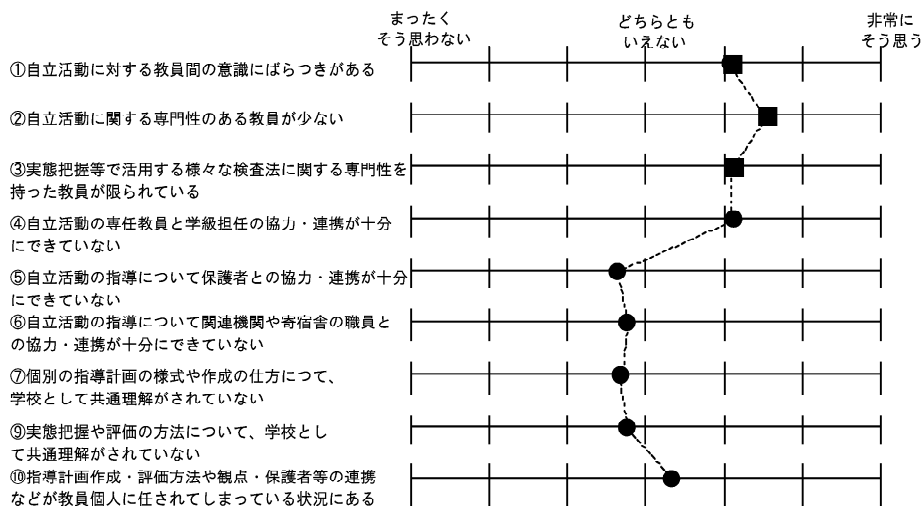 まったく
そう思わない
どちらとも
いえない
非常に
そう思う
①自立活動に対する教員間の意識にばらつきがある
②自立活動に関する専門性のある教員が少ない
③実態把握等で活用する様々な検査法に関する専門性を
持った教員が限られている
④自立活動の専任教員と学級担任の協力・連携が十分
にできていない
⑤自立活動の指導について保護者との協力・連携が十分
にできていない
⑥自立活動の指導について関連機関や寄宿舎の職員と
の協力・連携が十分にできていない
⑦個別の指導計画の様式や作成の仕方につて、
学校として共通理解がされていない
⑨実態把握や評価の方法について、学校とし
て共通理解がされていない
⑩指導計画作成・評価方法や観点・保護者等の連携
などが教員個人に任されてしまっている状況にある